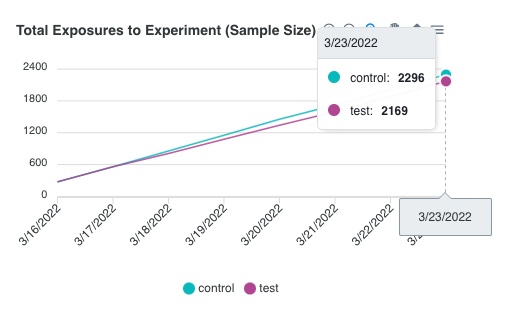 Total Exposures to Experiment (Sample Size)
3/23/2022
control: 2296
test: 2169
2400
1800
1200
600
0
3/16/2022
3/17/2022
3/18/2022
3/19/2022
3/20/2022
3/21/2022
3/22/2022
3/23/2022
control
test